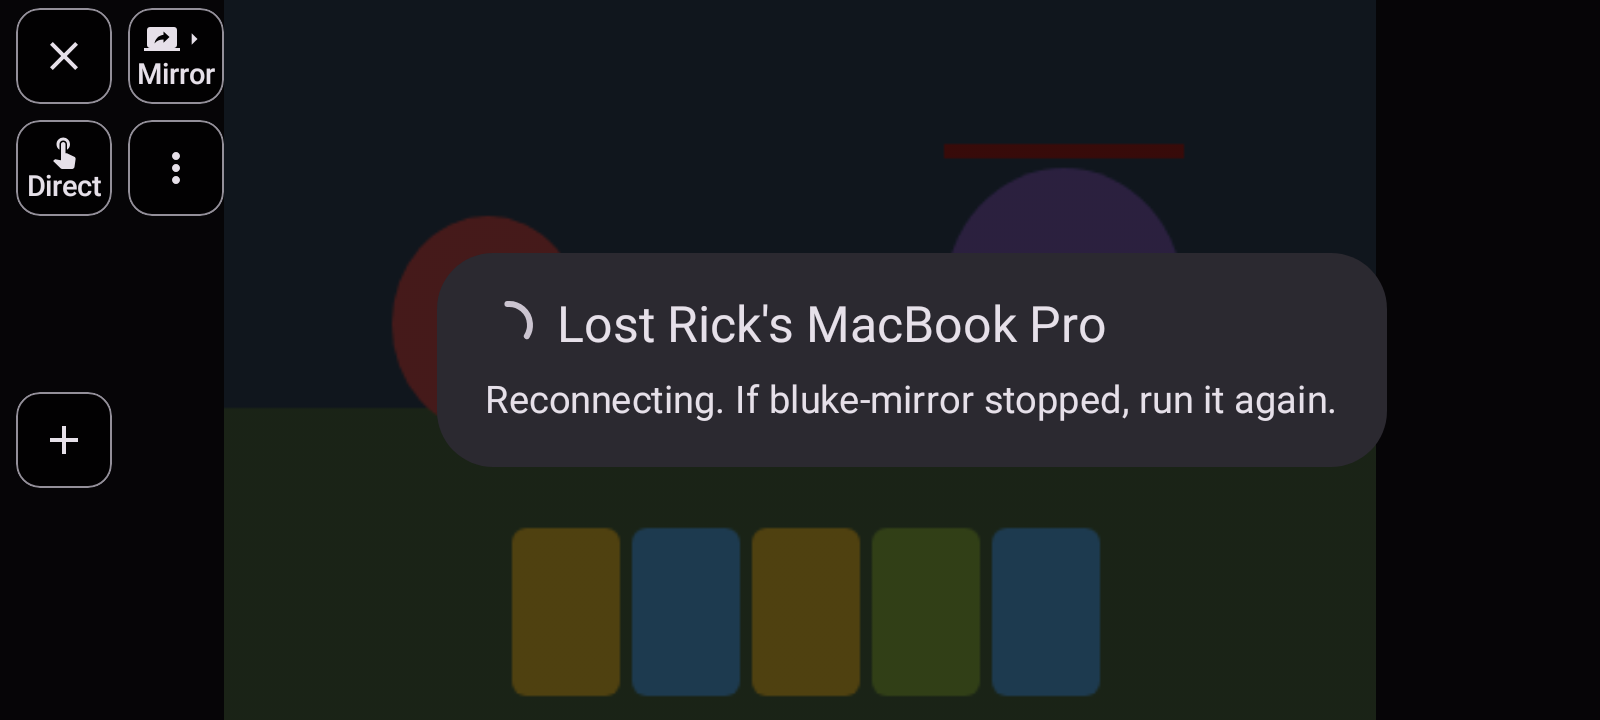 Mirror
Direct
Lost Rick's MacBook Pro
Reconnecting. If bluke-mirror stopped, run it again.